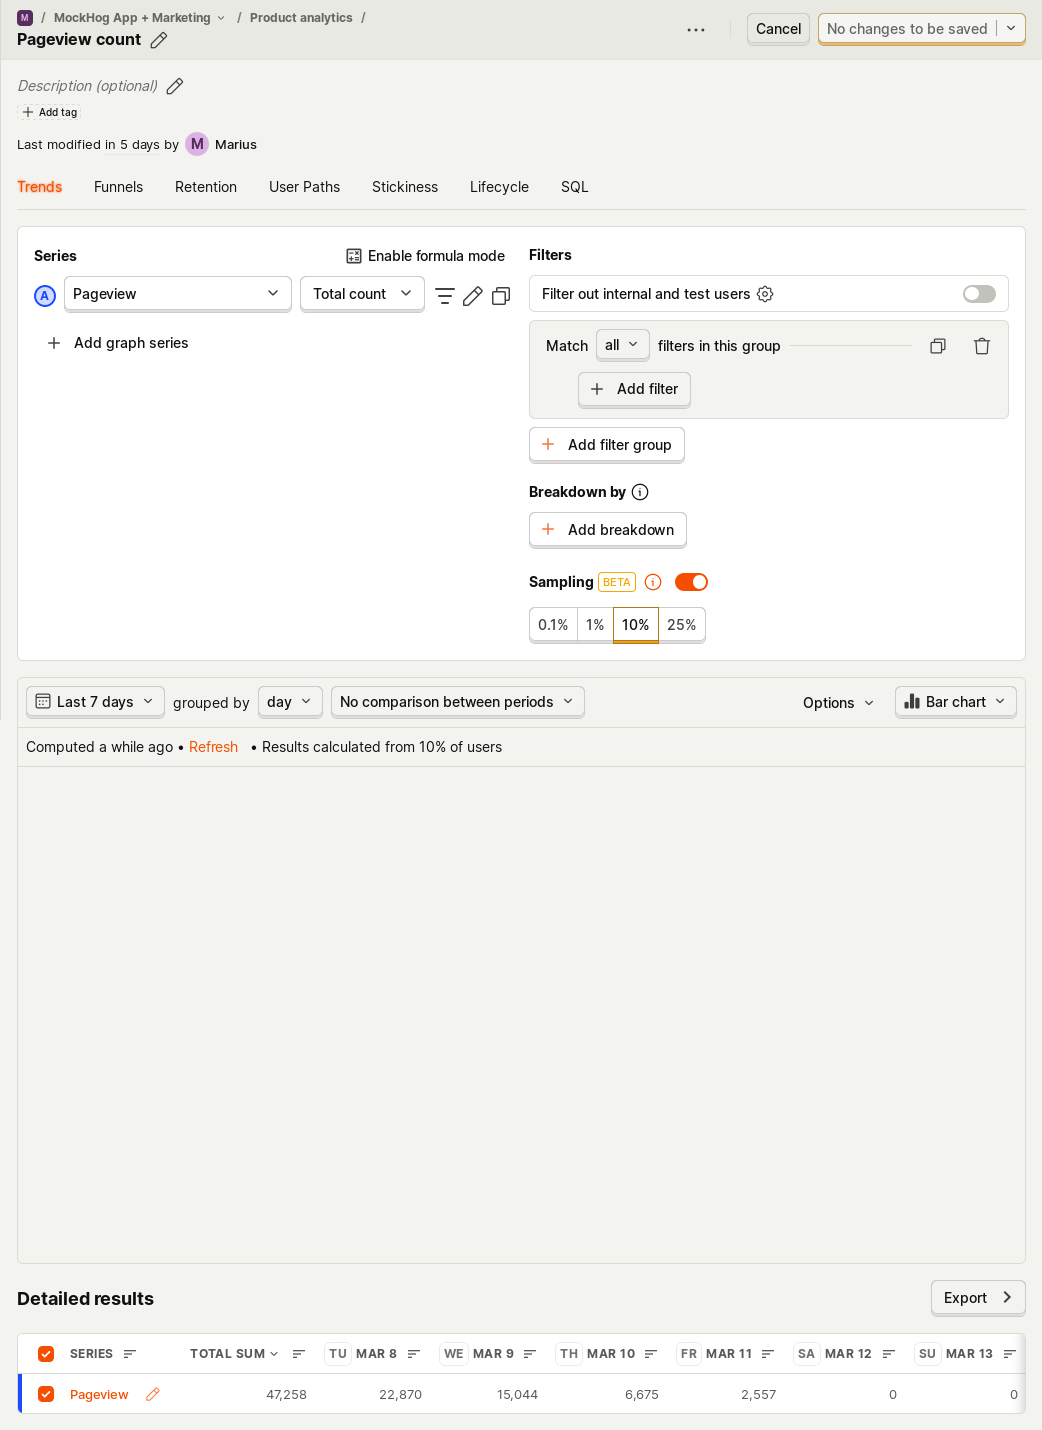 M / MockHog App + Marketing / Product analytics /
Pageview count
Cancel
No changes to be saved
Description (optional)
Add tag
Last modified in 5 days by M Marius
Trends Funnels Retention User Paths Stickiness Lifecycle SQL
Series
Enable formula mode
A Pageview Total count
Add graph series
Filters
Filter out internal and test users
Match all filters in this group
Add filter
Add filter group
Breakdown by
Add breakdown
Sampling BETA
0.1% 1% 10% 25%
Last 7 days grouped by day No comparison between periods Options Bar chart
Computed a while ago • Refresh • Results calculated from 10% of users
Detailed results
Export
SERIES TOTAL SUM TU MAR 8 WE MAR 9 TH MAR 10 FR MAR 11 SA MAR 12 SU MAR 13
Pageview 47,258 22,870 15,044 6,675 2,557 0 0